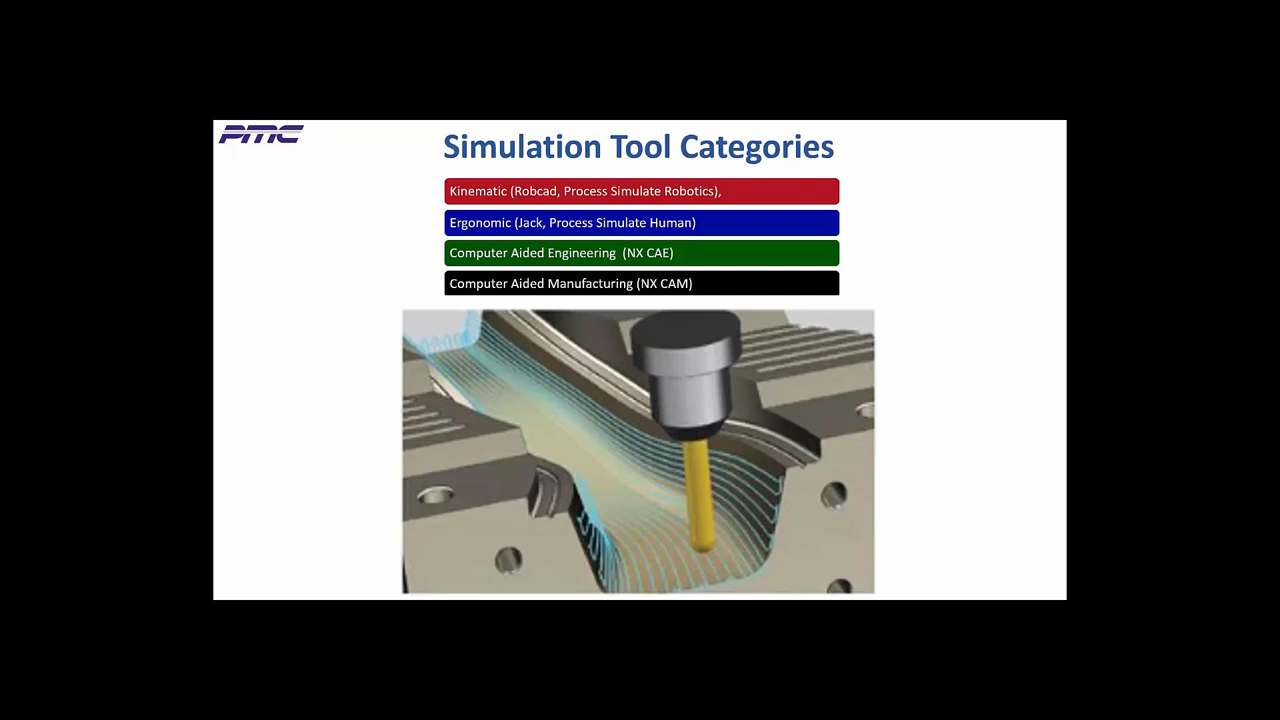 PMC
Simulation Tool Categories
Kinematic (Robcad, Process Simulate Robotics),
Ergonomic (Jack, Process Simulate Human)
Computer Aided Engineering  (NX CAE)
Computer Aided Manufacturing (NX CAM)